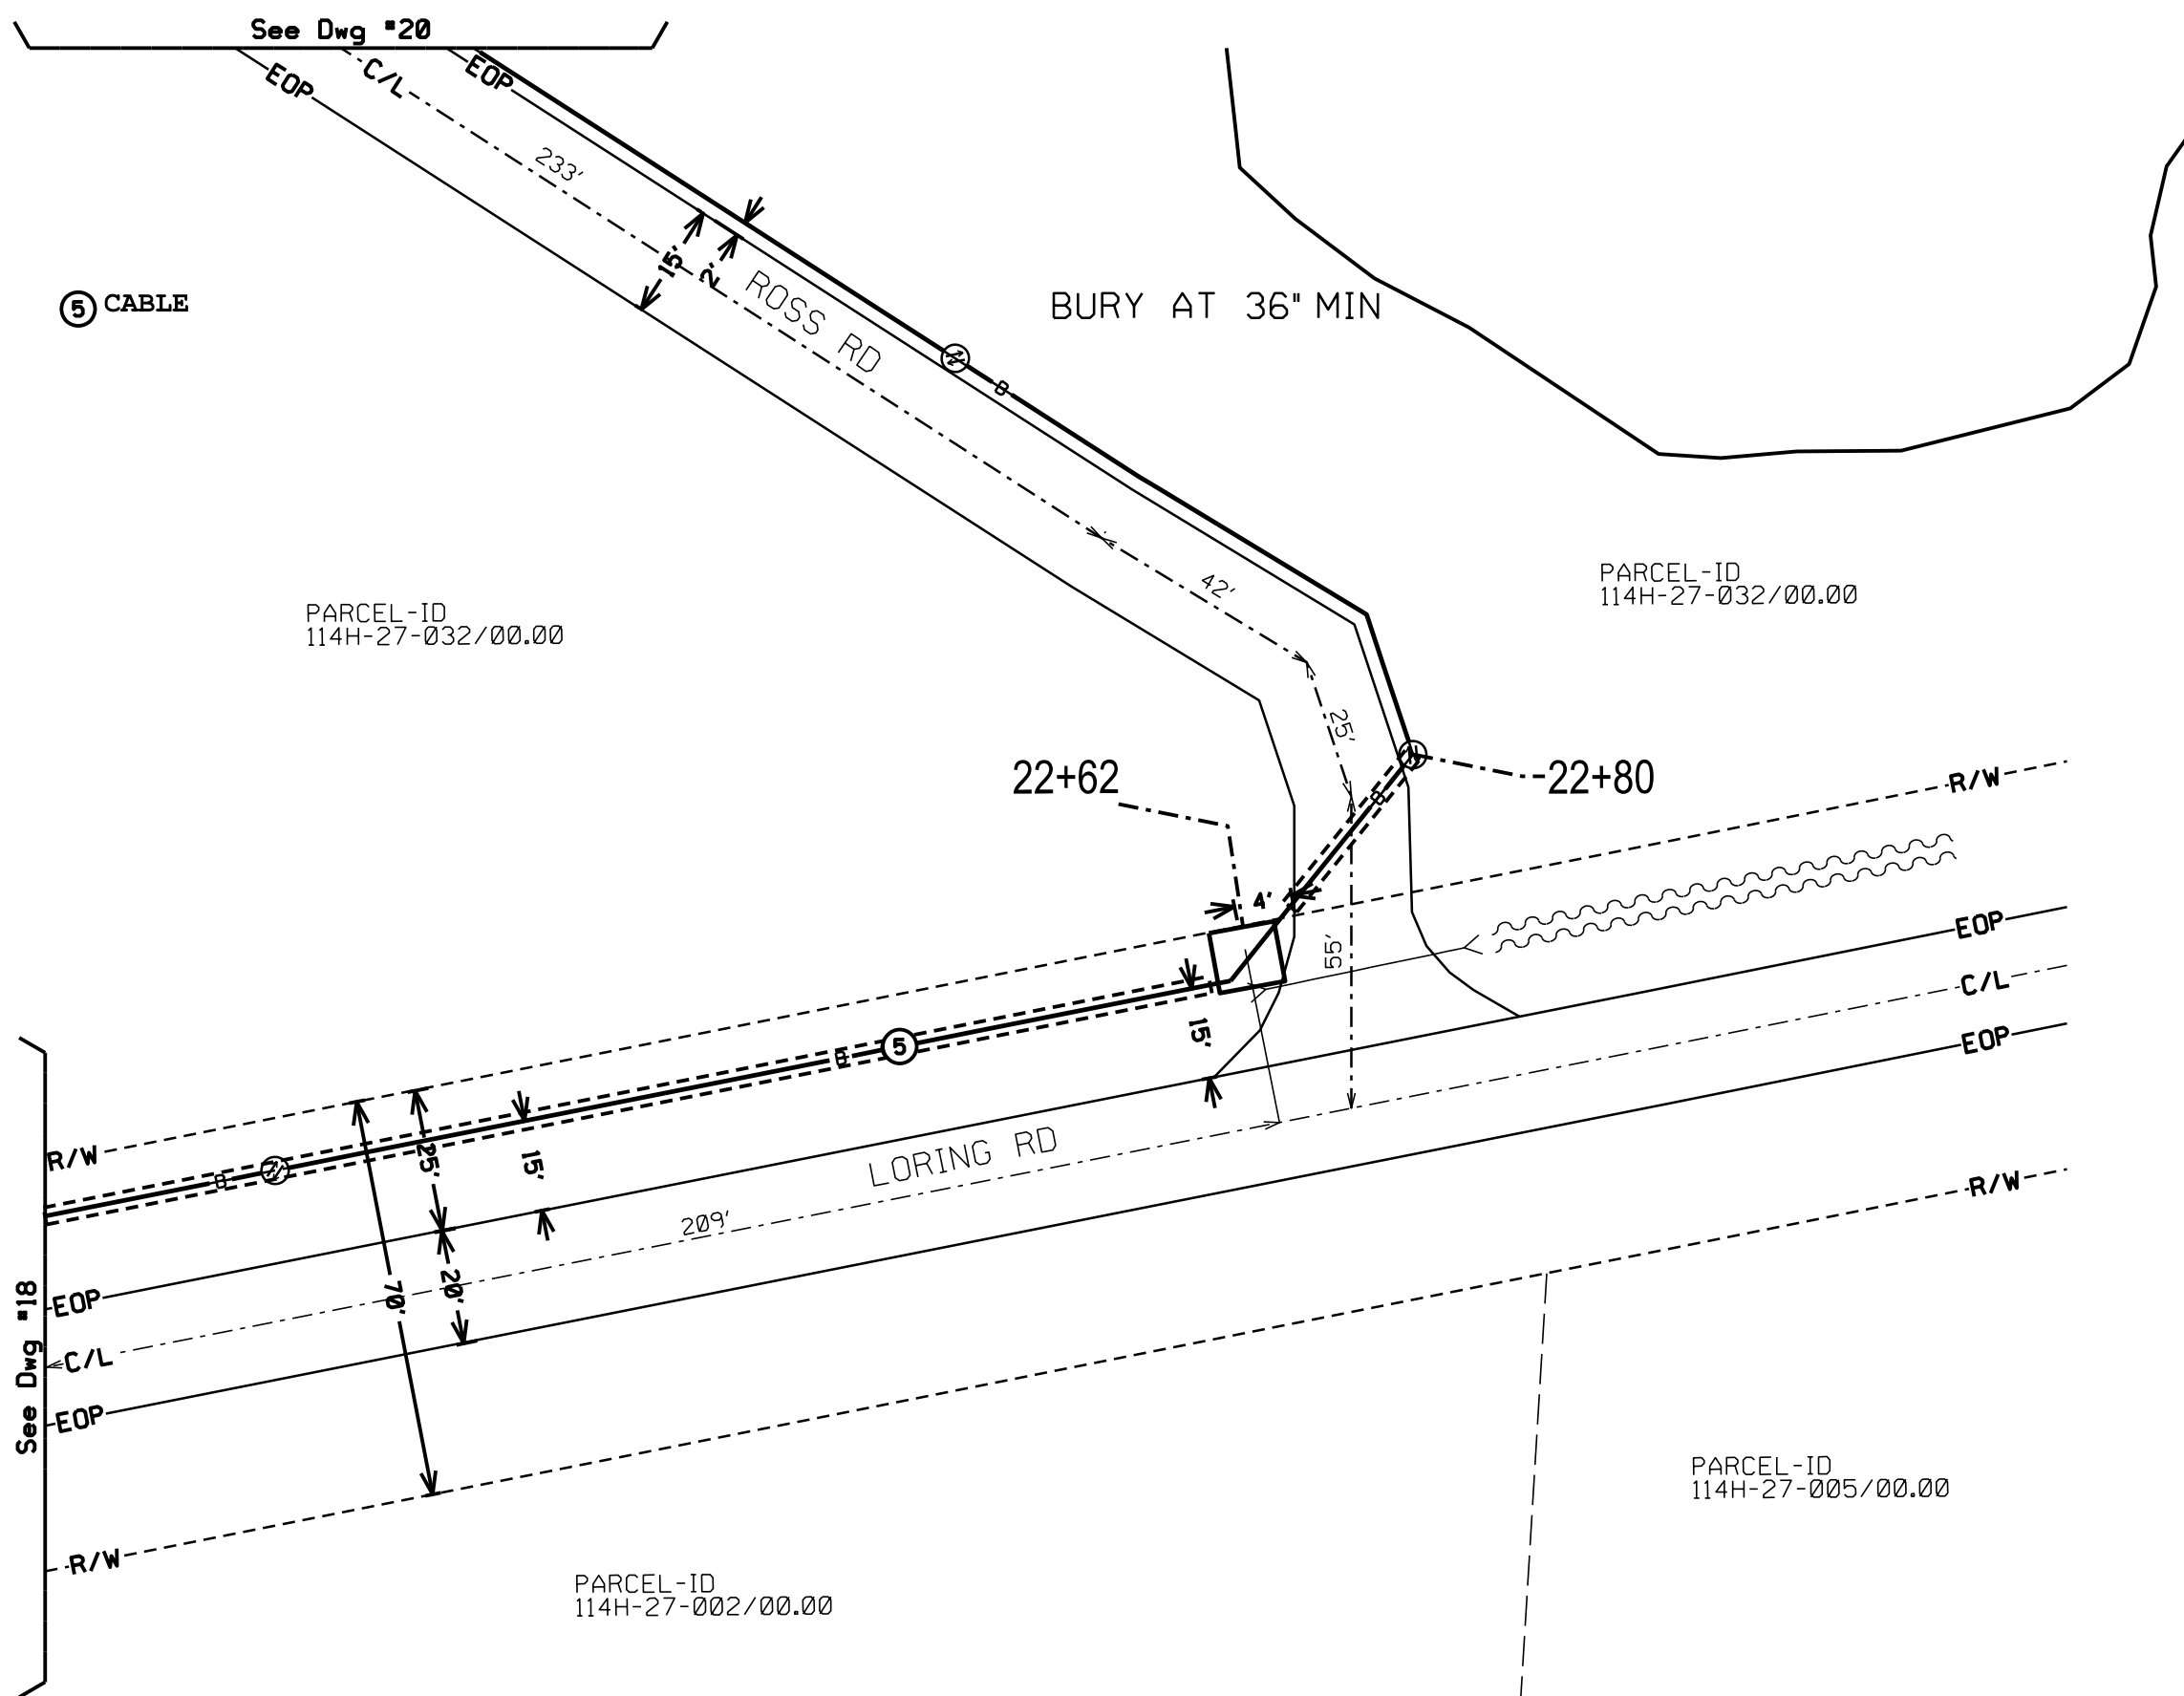 See Dwg #20
EOP
C/L
EOP
233'
15'
2'
ROSS RD
5 CABLE
BURY AT 36" MIN
B
42'
PARCEL-ID
114H-27-032/00.00
PARCEL-ID
114H-27-032/00.00
25'
22+62
22+80
B
R/W
4'
55'
EOP
C/L
EOP
15'
5
B
R/W
B
25'
15'
LORING RD
209'
R/W
20'
70'
EOP
See Dwg #18
C/L
EOP
PARCEL-ID
114H-27-005/00.00
R/W
PARCEL-ID
114H-27-002/00.00